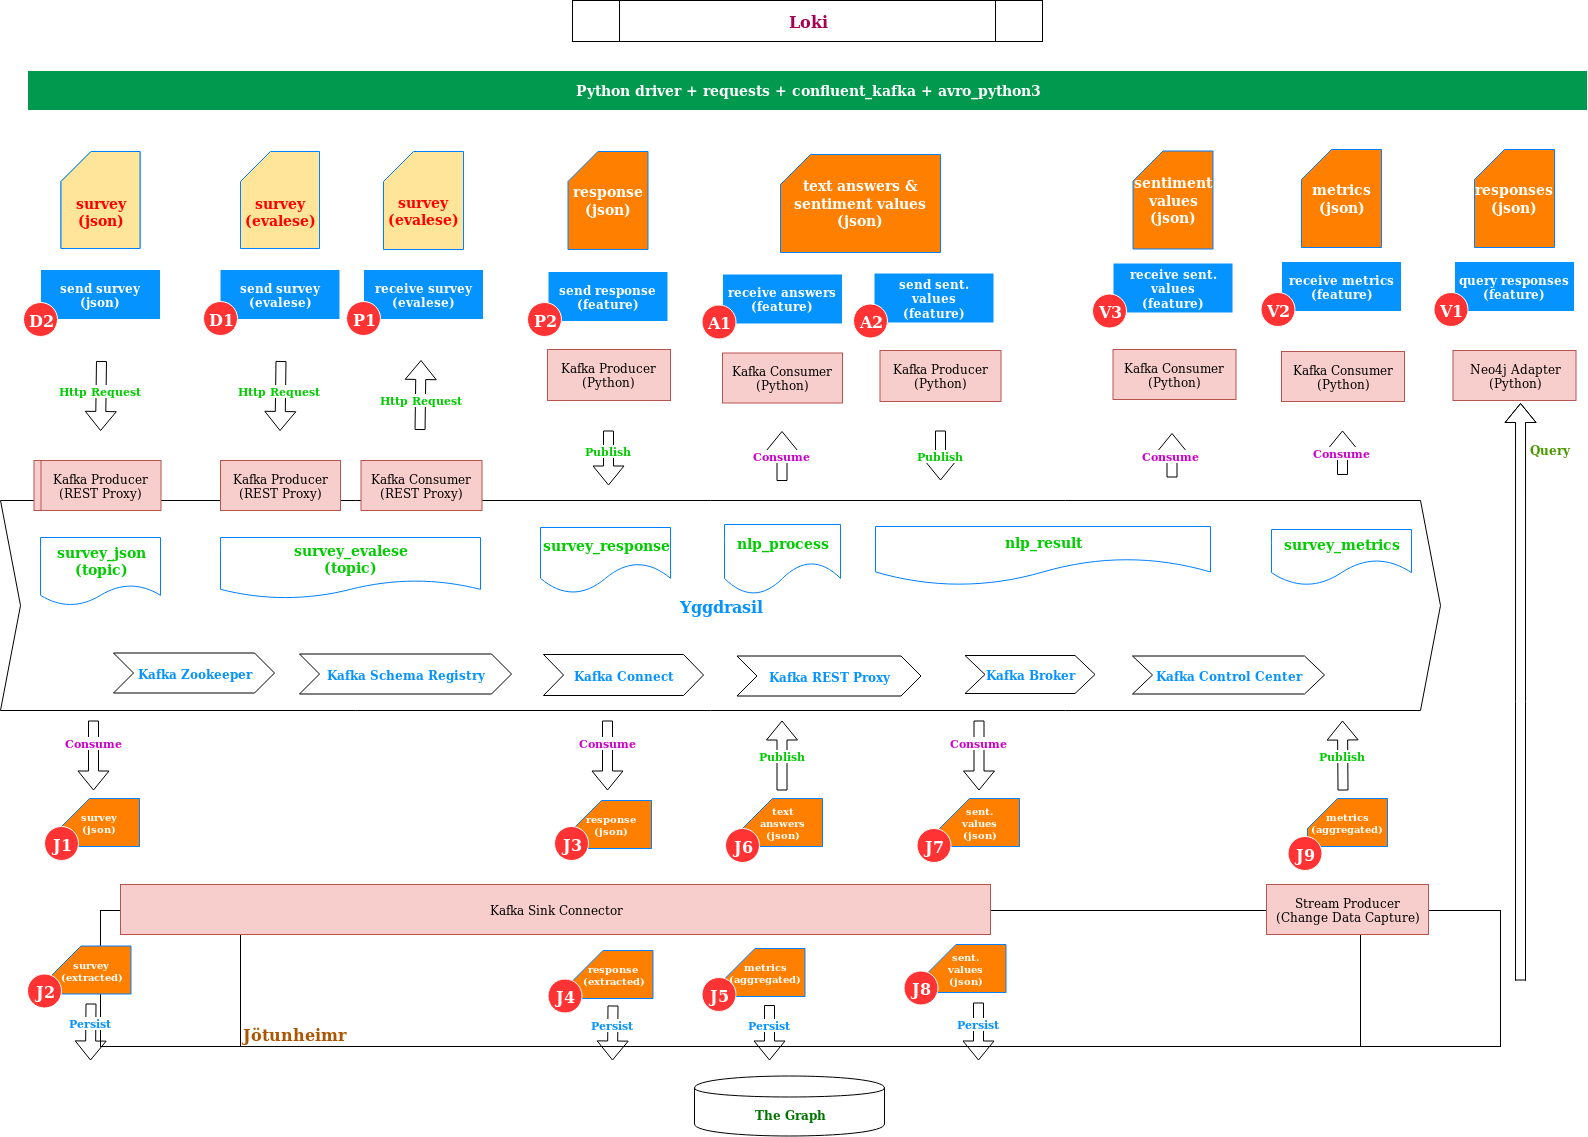 Loki
Python driver + requests + confluent_kafka + avro_python3
survey
(json)
survey
(evalese)
survey
(evalese)
response
(json)
text answers &
sentiment values
(json)
sentiment
values
(json)
metrics
(json)
responses
(json)
send survey
(json)
D2
send survey
(evalese)
D1
receive survey
(evalese)
P1
send response
(feature)
P2
receive answers
(feature)
A1
send sent.
values
(feature)
A2
receive sent.
values
(feature)
V3
receive metrics
(feature)
V2
query responses
(feature)
V1
Http Request
Http Request
Http Request
Kafka Producer
(Python)
Kafka Consumer
(Python)
Kafka Producer
(Python)
Kafka Consumer
(Python)
Kafka Consumer
(Python)
Neo4j Adapter
(Python)
Publish
Consume
Publish
Consume
Consume
Query
Kafka Producer
(REST Proxy)
Kafka Producer
(REST Proxy)
Kafka Consumer
(REST Proxy)
survey_json
(topic)
survey_evalese
(topic)
survey_response
nlp_process
nlp_result
survey_metrics
Yggdrasil
Kafka Zookeeper
Kafka Schema Registry
Kafka Connect
Kafka REST Proxy
Kafka Broker
Kafka Control Center
Consume
Consume
Publish
Consume
Publish
survey
(json)
J1
response
(json)
J3
text
answers
(json)
J6
sent.
values
(json)
J7
metrics
(aggregated)
J9
Kafka Sink Connector
Stream Producer
(Change Data Capture)
survey
(extracted)
J2
response
(extracted)
J4
metrics
(aggregated)
J5
sent.
values
(json)
J8
Persist
Persist
Persist
Persist
Jötunheimr
The Graph